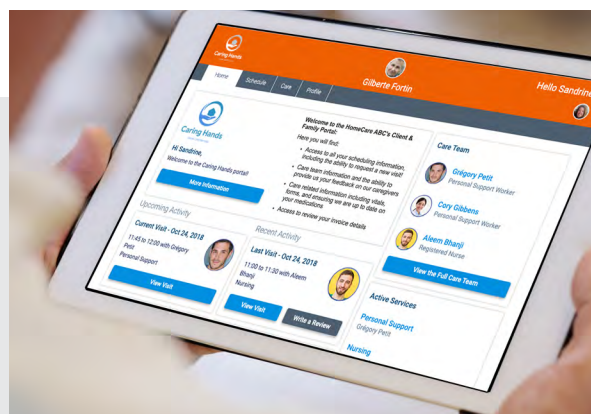 Caring Hands
Gilberte Fortin
Hello Sandrine
Home
Schedule
Care
Profile
Caring Hands
Hi Sandrine,
Welcome to the Caring Hands portal!
More Information
Welcome to the HomeCare ABC's Client &
Family Portal:
Here you will find:
• Access to all your scheduling information,
including the ability to request a new visit!
• Care team information and the ability to
provide us your feedback on our caregivers
• Care related information including vitals,
forms, and ensuring we are up to date on
your medications
• Access to review your invoice details
Care Team
Grégory Petit
Personal Support Worker
Cory Gibbens
Personal Support Worker
Aleem Bhanji
Registered Nurse
View the Full Care Team
Upcoming Activity
Current Visit - Oct 24, 2018
11:45 to 12:00 with Grégory
Petit
Personal Support
View Visit
Recent Activity
Last Visit - Oct 24, 2018
11:00 to 11:30 with Aleem
Bhanji
Nursing
View Visit
Write a Review
Active Services
Personal Support
Grégory Petit
Nursing